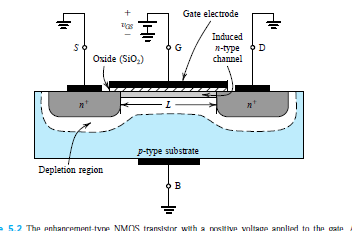 +
Gate electrode
vGS
−
Induced
S
G
n-type
D
Oxide (SiO2)
channel
n+
L
n+
p-type substrate
Depletion region
B
e 5.2 The enhancement-type NMOS transistor with a positive voltage applied to the gate.